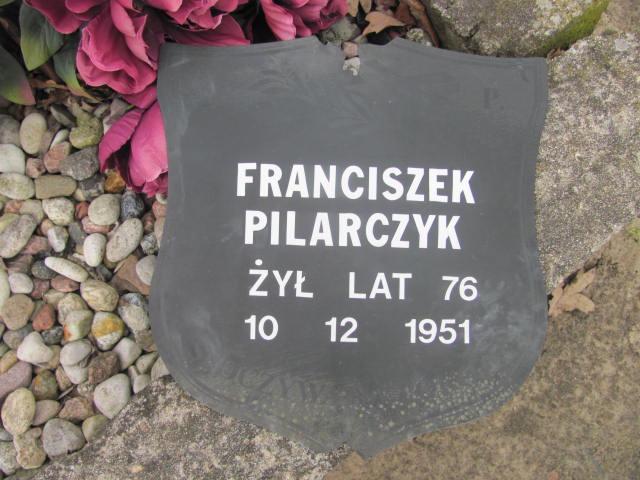 P.
FRANCISZEK
PILARCZYK
ŻYŁ LAT 76
10 12 1951